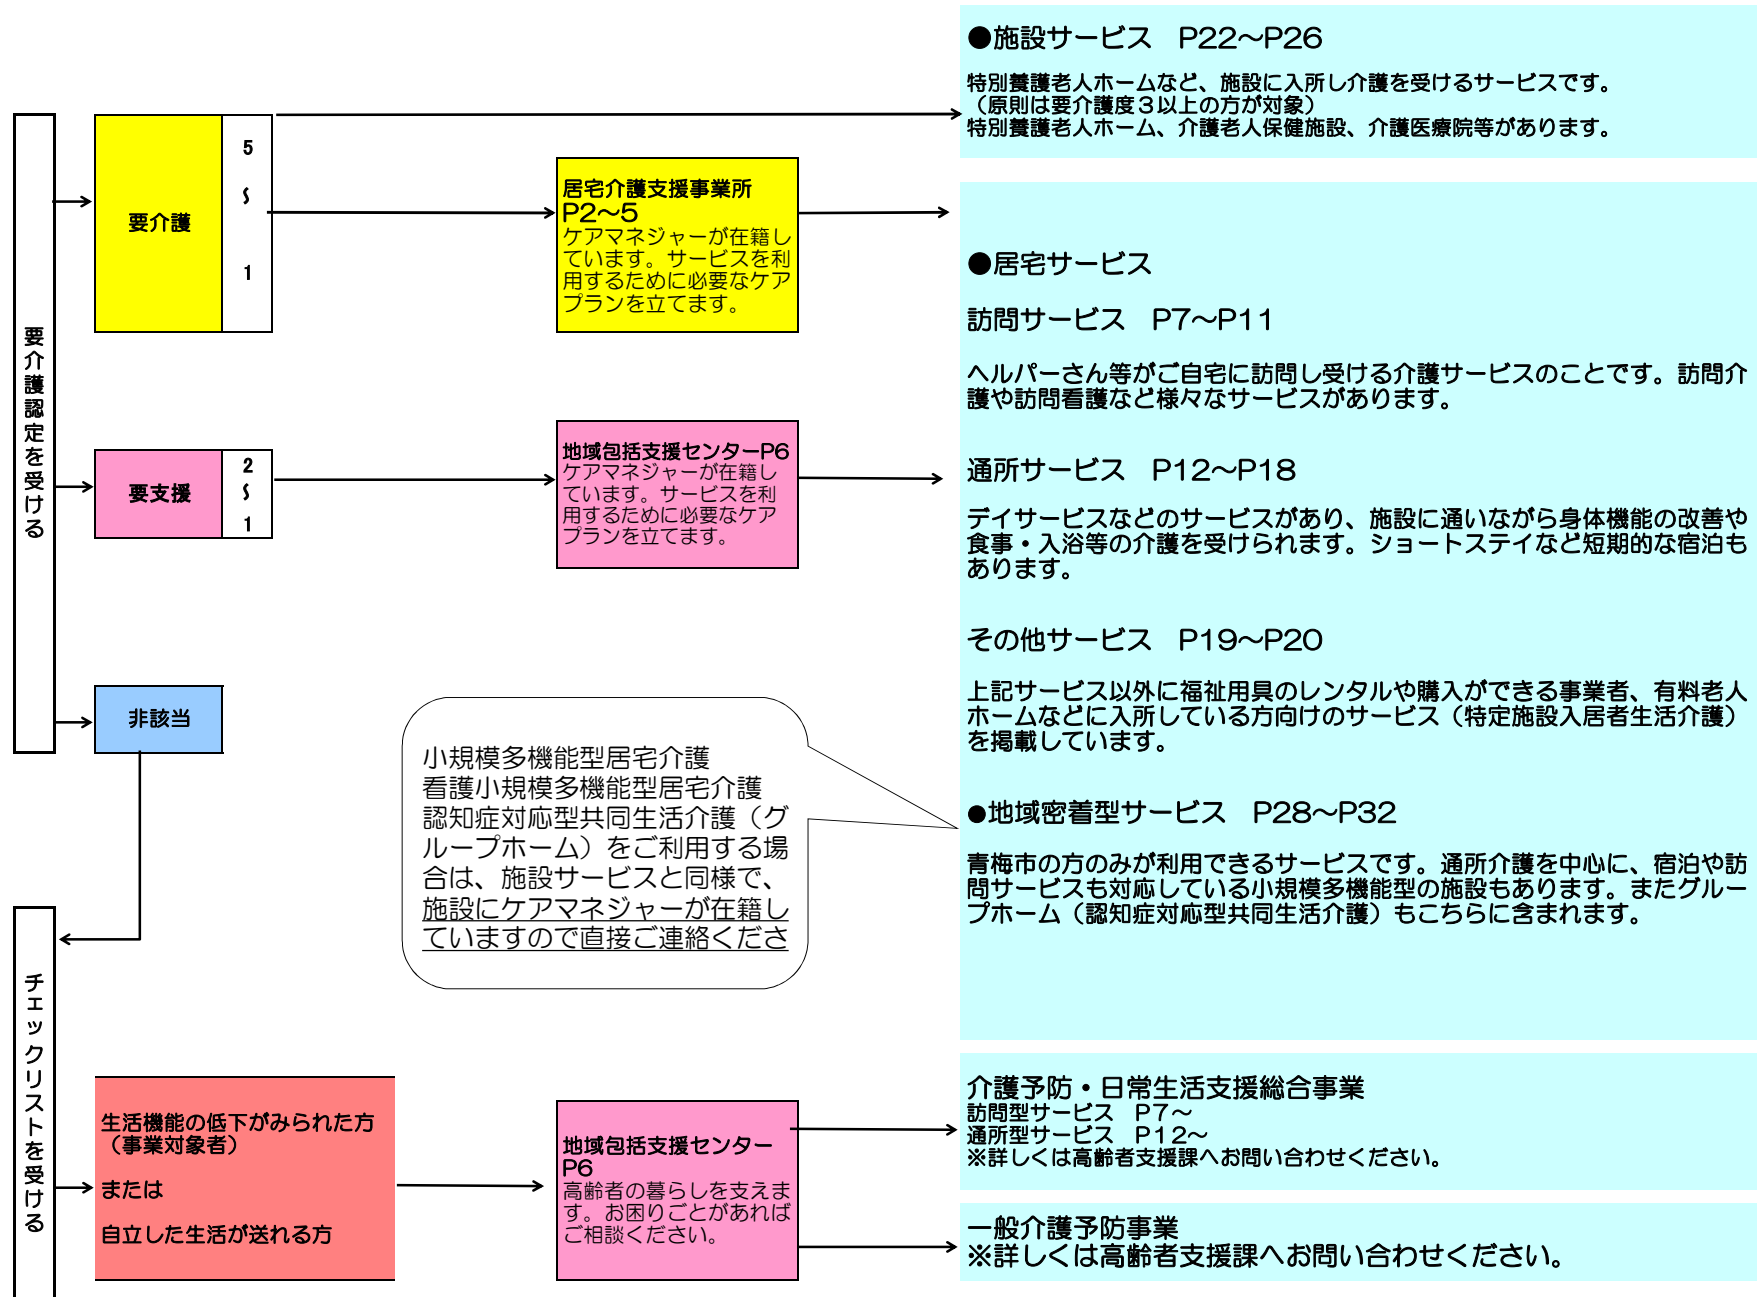 ●施設サービス　P22～P26
特別養護老人ホームなど、施設に入所し介護を受けるサービスです。
（原則は要介護度３以上の方が対象）
特別養護老人ホーム、介護老人保健施設、介護医療院等があります。
要介護認定を受ける
要介護
5
～
1
居宅介護支援事業所
P2～5
ケアマネジャーが在籍し
ています。サービスを利
用するために必要なケア
プランを立てます。
●居宅サービス
訪問サービス　P7～P11
ヘルパーさん等がご自宅に訪問し受ける介護サービスのことです。訪問介
護や訪問看護など様々なサービスがあります。
要支援
2
～
1
地域包括支援センターP6
ケアマネジャーが在籍し
ています。サービスを利
用するために必要なケア
プランを立てます。
通所サービス　P12～P18
デイサービスなどのサービスがあり、施設に通いながら身体機能の改善や
食事・入浴等の介護を受けられます。ショートステイなど短期的な宿泊も
あります。
その他サービス　P19～P20
上記サービス以外に福祉用具のレンタルや購入ができる事業者、有料老人
ホームなどに入所している方向けのサービス（特定施設入居者生活介護）
を掲載しています。
非該当
小規模多機能型居宅介護
看護小規模多機能型居宅介護
認知症対応型共同生活介護（グ
ループホーム）をご利用する場
合は、施設サービスと同様で、
施設にケアマネジャーが在籍し
ていますので直接ご連絡くださ
●地域密着型サービス　P28～P32
青梅市の方のみが利用できるサービスです。通所介護を中心に、宿泊や訪
問サービスも対応している小規模多機能型の施設もあります。またグルー
プホーム（認知症対応型共同生活介護）もこちらに含まれます。
チェックリストを受ける
生活機能の低下がみられた方
（事業対象者）
または
自立した生活が送れる方
地域包括支援センター
P6
高齢者の暮らしを支えま
す。お困りごとがあれば
ご相談ください。
介護予防・日常生活支援総合事業
訪問型サービス　P7～
通所型サービス　P12～
※詳しくは高齢者支援課へお問い合わせください。
一般介護予防事業
※詳しくは高齢者支援課へお問い合わせください。